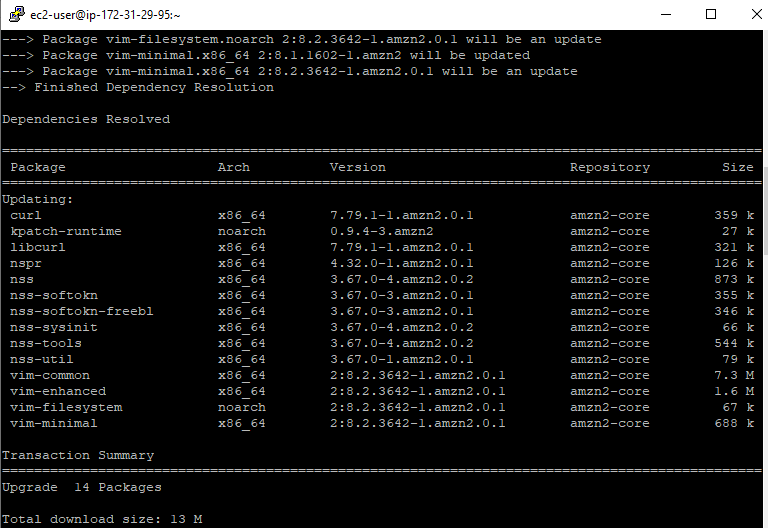 ec2-user@ip-172-31-29-95:~
---> Package vim-filesystem.noarch 2:8.2.3642-1.amzn2.0.1 will be an update
---> Package vim-minimal.x86_64 2:8.1.1602-1.amzn2 will be updated
---> Package vim-minimal.x86_64 2:8.2.3642-1.amzn2.0.1 will be an update
--> Finished Dependency Resolution
Dependencies Resolved
================================================================================
Package Arch Version Repository Size
================================================================================
Updating:
curl x86_64 7.79.1-1.amzn2.0.1 amzn2-core 359 k
kpatch-runtime noarch 0.9.4-3.amzn2 amzn2-core 27 k
libcurl x86_64 7.79.1-1.amzn2.0.1 amzn2-core 321 k
nspr x86_64 4.32.0-1.amzn2.0.1 amzn2-core 126 k
nss x86_64 3.67.0-4.amzn2.0.2 amzn2-core 873 k
nss-softokn x86_64 3.67.0-3.amzn2.0.1 amzn2-core 355 k
nss-softokn-freebl x86_64 3.67.0-3.amzn2.0.1 amzn2-core 346 k
nss-sysinit x86_64 3.67.0-4.amzn2.0.2 amzn2-core 66 k
nss-tools x86_64 3.67.0-4.amzn2.0.2 amzn2-core 544 k
nss-util x86_64 3.67.0-1.amzn2.0.1 amzn2-core 79 k
vim-common x86_64 2:8.2.3642-1.amzn2.0.1 amzn2-core 7.3 M
vim-enhanced x86_64 2:8.2.3642-1.amzn2.0.1 amzn2-core 1.6 M
vim-filesystem noarch 2:8.2.3642-1.amzn2.0.1 amzn2-core 67 k
vim-minimal x86_64 2:8.2.3642-1.amzn2.0.1 amzn2-core 688 k
Transaction Summary
================================================================================
Upgrade 14 Packages
Total download size: 13 M